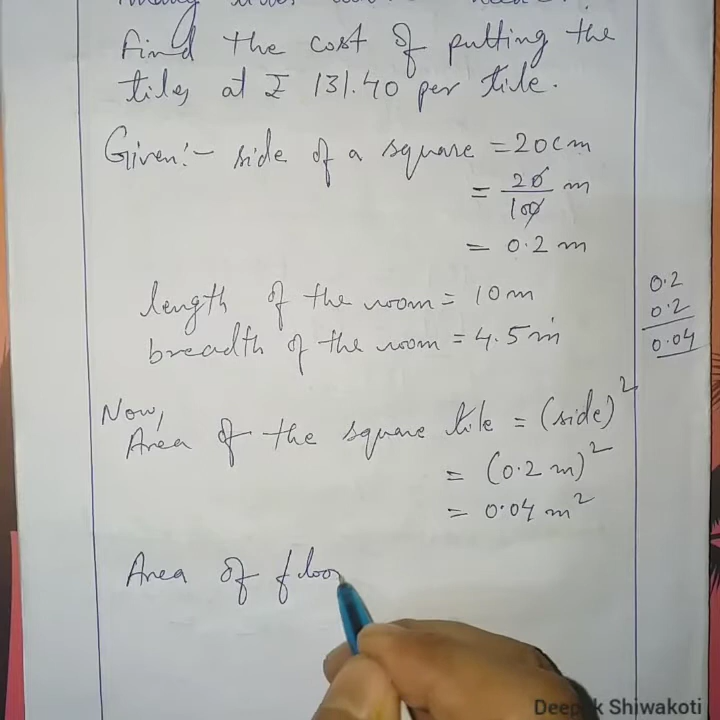 find the cost of putting the
tiles at ₹ 131.40 per tile.
Given:- side of a square = 20cm
= 20/100 m
= 0.2 m
length of the room = 10 m
breadth of the room = 4.5 m
0.2
0.2
0.04
Now,
Area of the square tile = (side)²
= (0.2 m)²
= 0.04 m²
Area of floor
Deepak Shiwakoti